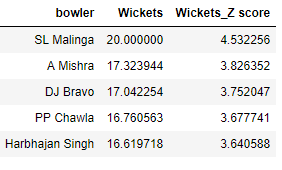 bowler Wickets Wickets_Z score
SL Malinga 20.000000 4.532256
A Mishra 17.323944 3.826352
DJ Bravo 17.042254 3.752047
PP Chawla 16.760563 3.677741
Harbhajan Singh 16.619718 3.640588